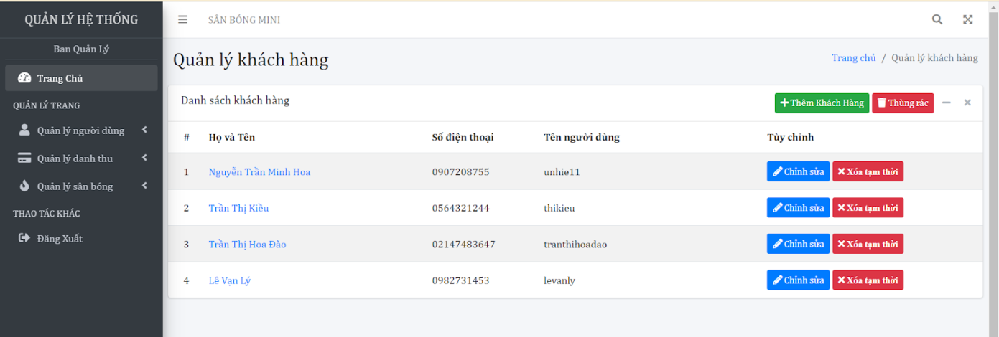 QUẢN LÝ HỆ THỐNG
SÂN BÓNG MINI
Ban Quản Lý
Trang Chủ
QUẢN LÝ TRANG
Quản lý người dùng
Quản lý danh thu
Quản lý sân bóng
THAO TÁC KHÁC
Đăng Xuất
Quản lý khách hàng
Trang chủ / Quản lý khách hàng
Danh sách khách hàng
Thêm Khách Hàng Thùng rác
# Họ và Tên Số điện thoại Tên người dùng Tùy chỉnh
1 Nguyễn Trần Minh Hoa 0907208755 unhie11 Chỉnh sửa Xóa tạm thời
2 Trần Thị Kiều 0564321244 thikieu Chỉnh sửa Xóa tạm thời
3 Trần Thị Hoa Đào 02147483647 tranthihoadao Chỉnh sửa Xóa tạm thời
4 Lê Vạn Lý 0982731453 levanly Chỉnh sửa Xóa tạm thời